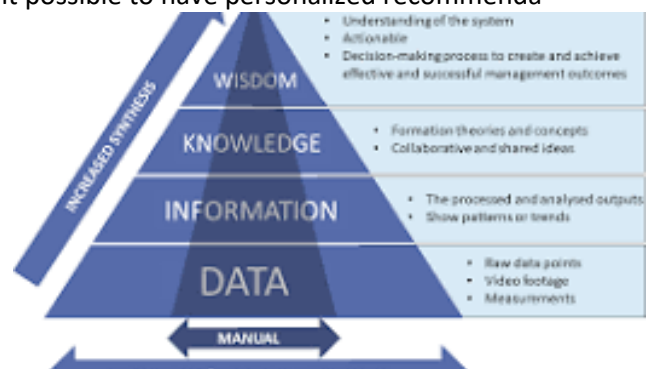 it possible to have personalized recommenda
Understanding of the system
Actionable
Decision-making process to create and achieve
effective and successful management outcomes
WISDOM
INCREASED SYNTHESIS
KNOWLEDGE
Formation theories and concepts
Collaborative and shared ideas
INFORMATION
The processed and analysed outputs
Show patterns or trends
DATA
Raw data points
Video footage
Measurements
MANUAL